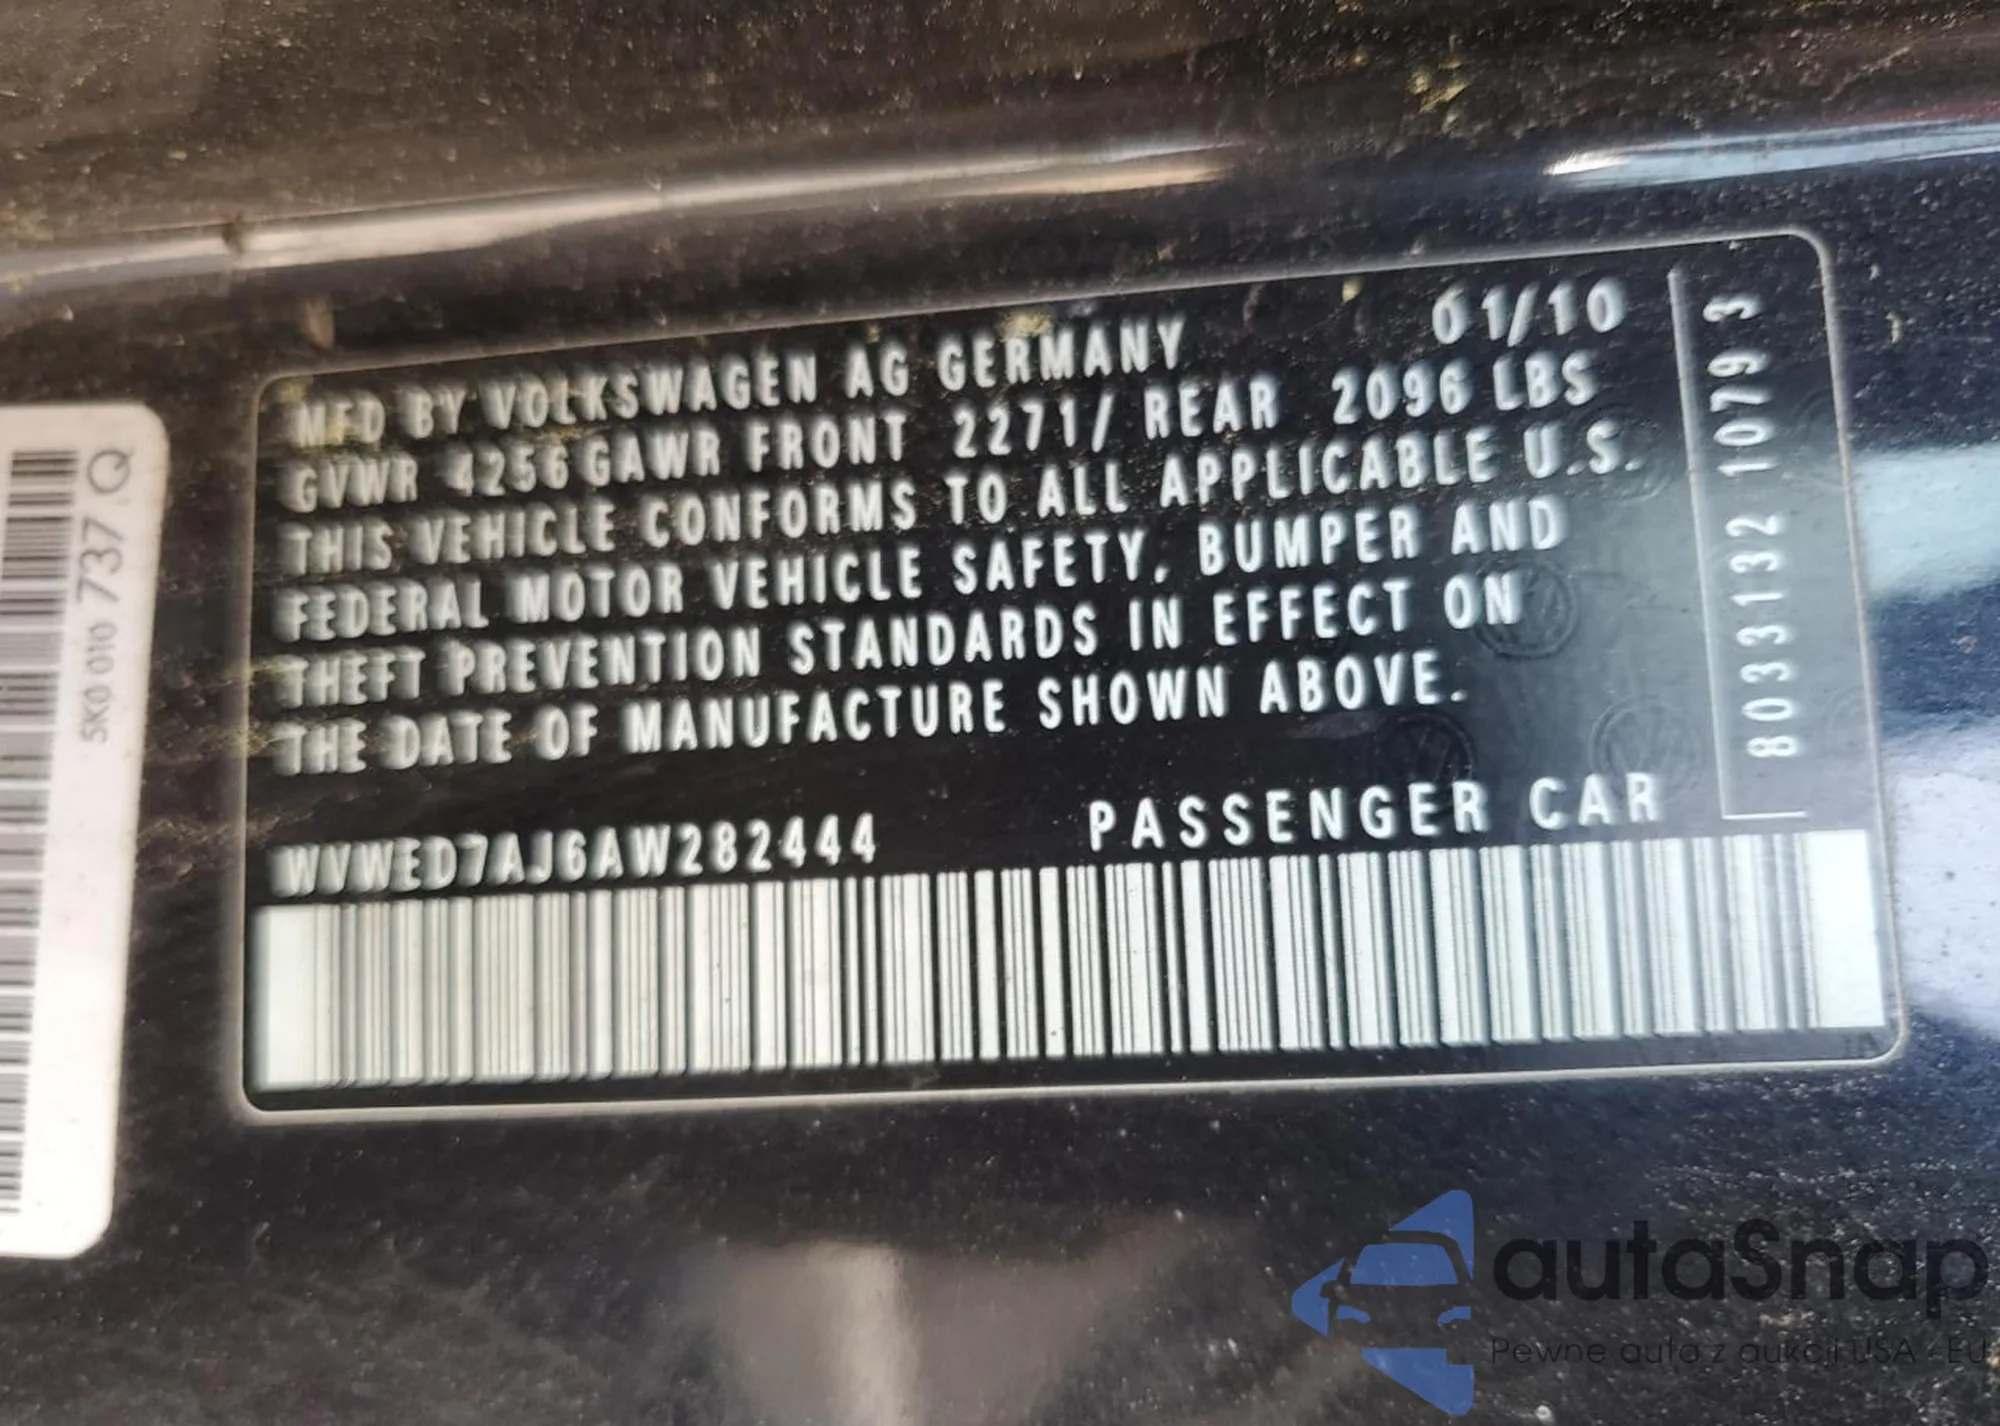 MFD BY VOLKSWAGEN AG GERMANY 01/10
GVWR 4256 GAWR FRONT 2271/ REAR 2096 LBS
THIS VEHICLE CONFORMS TO ALL APPLICABLE U.S.
FEDERAL MOTOR VEHICLE SAFETY, BUMPER AND
THEFT PREVENTION STANDARDS IN EFFECT ON
THE DATE OF MANUFACTURE SHOWN ABOVE.
WVWED7AJ6AW282444 PASSENGER CAR
8033132 1079 3
5K0 010 737 Q
autaSnap
Pewne auta z aukcji USA - EU